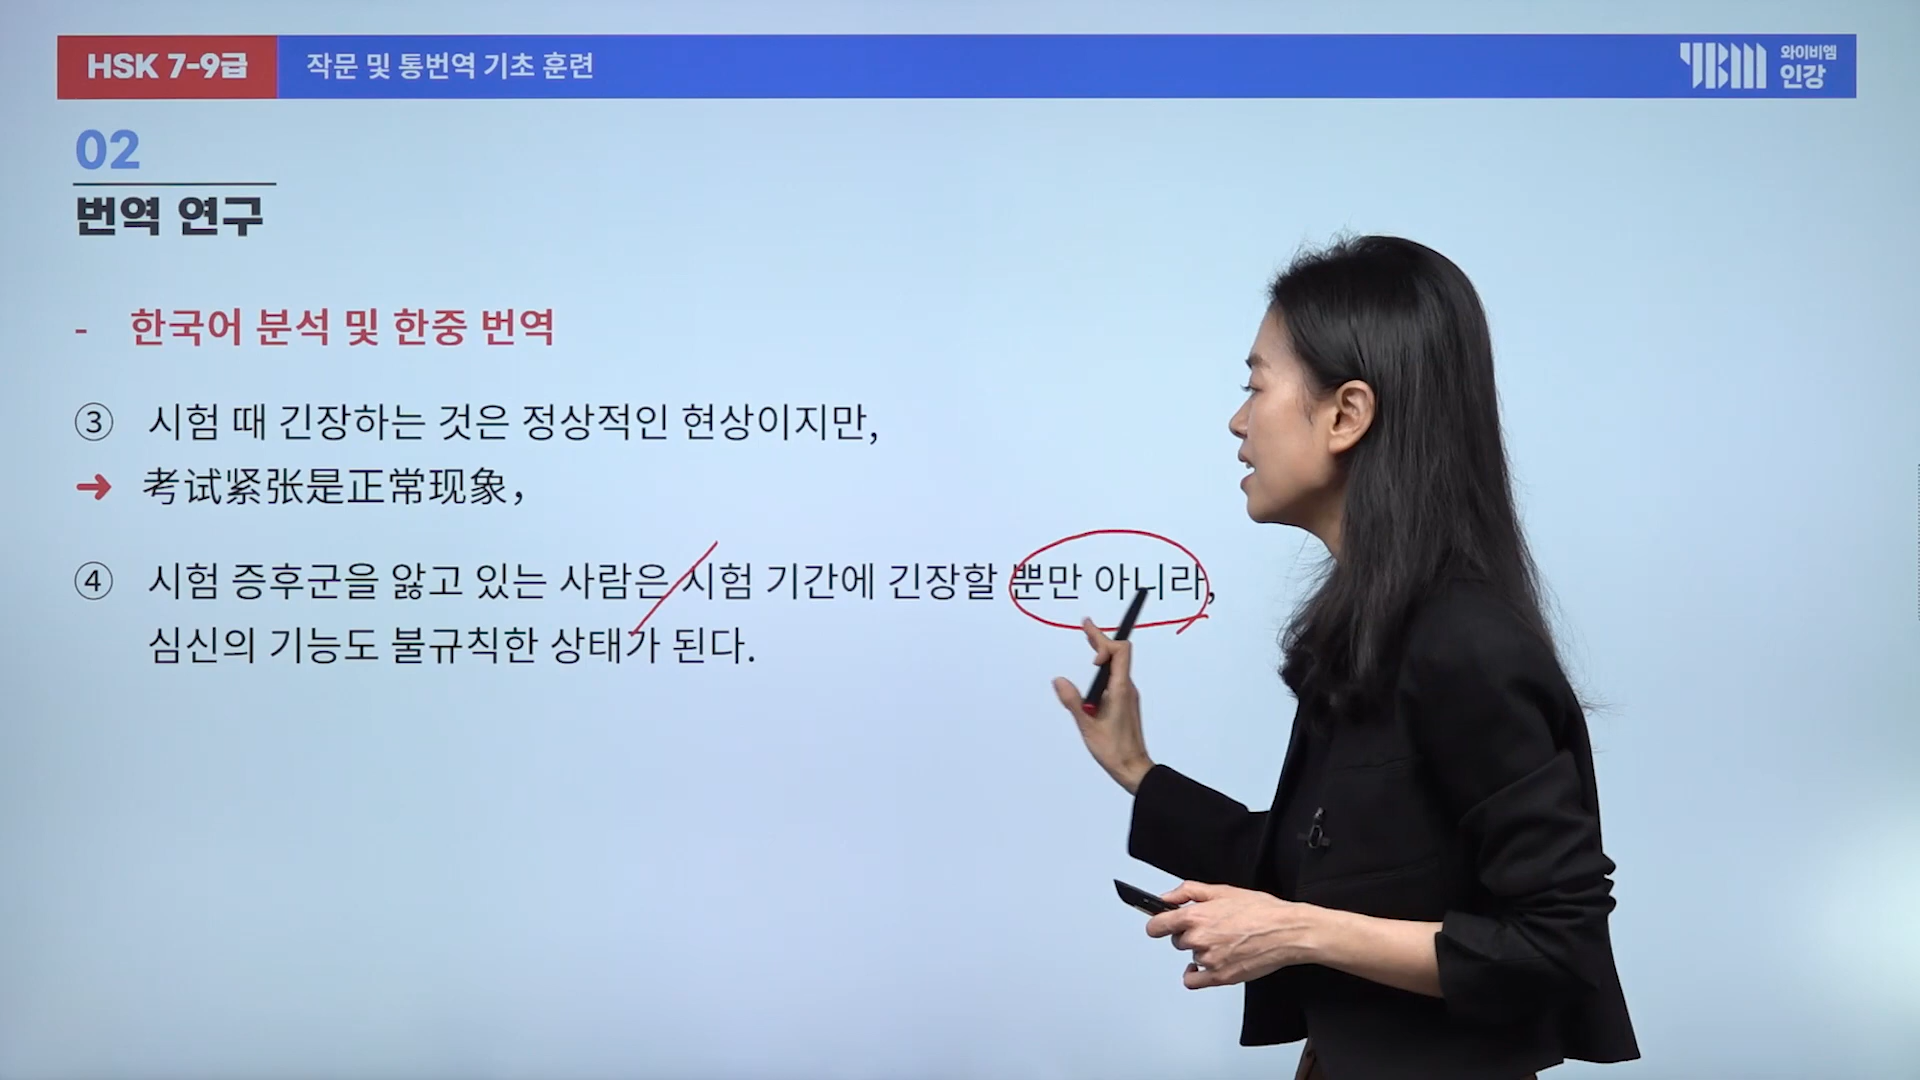 HSK 7-9급
작문 및 통번역 기초 훈련
YBM 와이비엠 인강
02
번역 연구
- 한국어 분석 및 한중 번역
③ 시험 때 긴장하는 것은 정상적인 현상이지만,
➜ 考试紧张是正常现象，
④ 시험 증후군을 앓고 있는 사람은 시험 기간에 긴장할 뿐만 아니라,
심신의 기능도 불규칙한 상태가 된다.